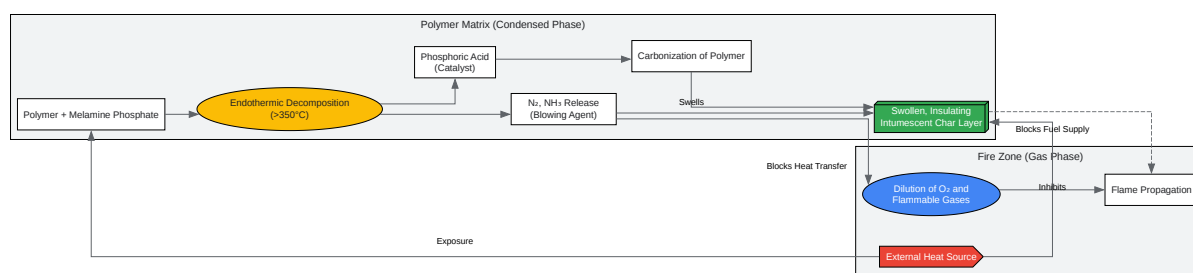 Polymer Matrix (Condensed Phase)
Phosphoric Acid
(Catalyst)
Carbonization of Polymer
Polymer + Melamine Phosphate
Endothermic Decomposition
(>350°C)
N₂, NH₃ Release
(Blowing Agent)
Swells
Swollen, Insulating
Intumescent Char Layer
Blocks Fuel Supply
Blocks Heat Transfer
Fire Zone (Gas Phase)
Dilution of O₂ and
Flammable Gases
Inhibits
Flame Propagation
Exposure
External Heat Source